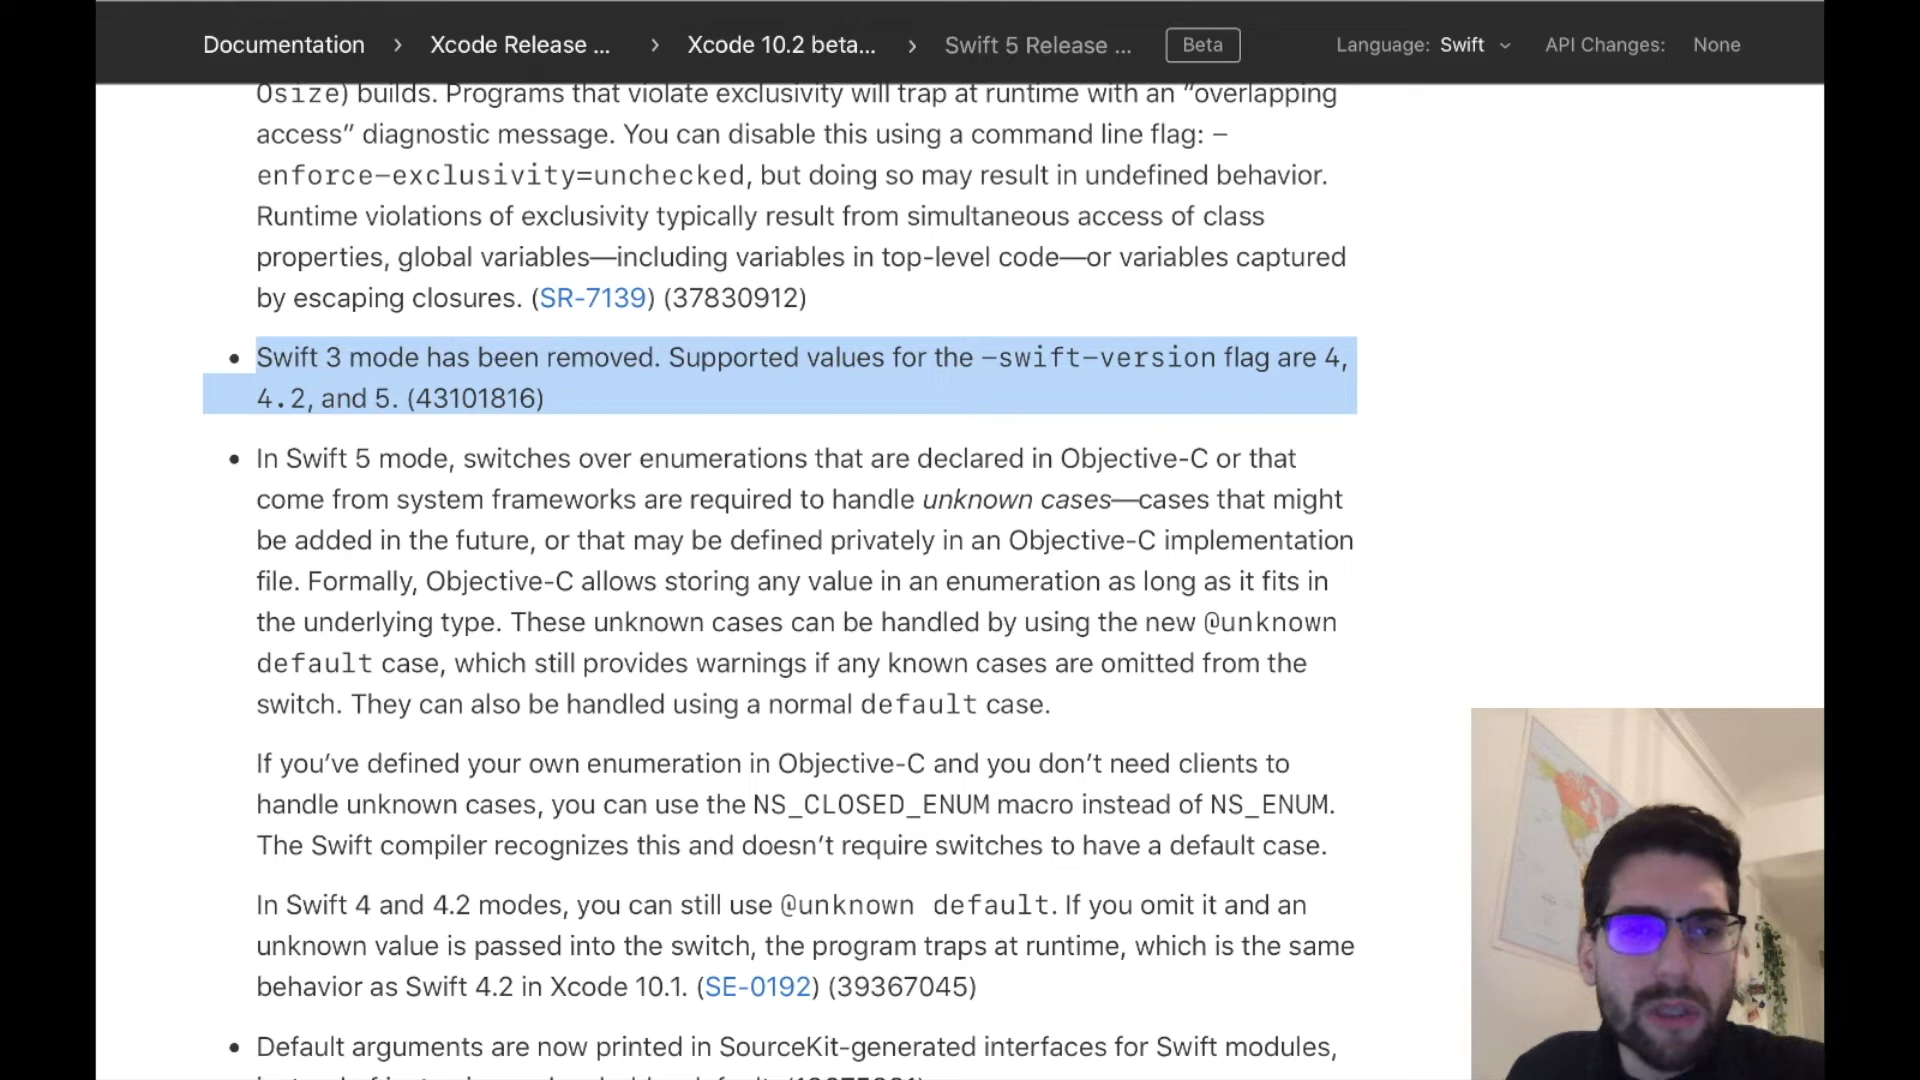 Documentation > Xcode Release ... > Xcode 10.2 beta... > Swift 5 Release ... Beta Language: Swift API Changes: None
Osize) builds. Programs that violate exclusivity will trap at runtime with an “overlapping
access” diagnostic message. You can disable this using a command line flag: -
enforce-exclusivity=unchecked, but doing so may result in undefined behavior.
Runtime violations of exclusivity typically result from simultaneous access of class
properties, global variables—including variables in top-level code—or variables captured
by escaping closures. (SR-7139) (37830912)
• Swift 3 mode has been removed. Supported values for the -swift-version flag are 4,
4.2, and 5. (43101816)
• In Swift 5 mode, switches over enumerations that are declared in Objective-C or that
come from system frameworks are required to handle unknown cases—cases that might
be added in the future, or that may be defined privately in an Objective-C implementation
file. Formally, Objective-C allows storing any value in an enumeration as long as it fits in
the underlying type. These unknown cases can be handled by using the new @unknown
default case, which still provides warnings if any known cases are omitted from the
switch. They can also be handled using a normal default case.
If you’ve defined your own enumeration in Objective-C and you don’t need clients to
handle unknown cases, you can use the NS_CLOSED_ENUM macro instead of NS_ENUM.
The Swift compiler recognizes this and doesn’t require switches to have a default case.
In Swift 4 and 4.2 modes, you can still use @unknown default. If you omit it and an
unknown value is passed into the switch, the program traps at runtime, which is the same
behavior as Swift 4.2 in Xcode 10.1. (SE-0192) (39367045)
• Default arguments are now printed in SourceKit-generated interfaces for Swift modules,